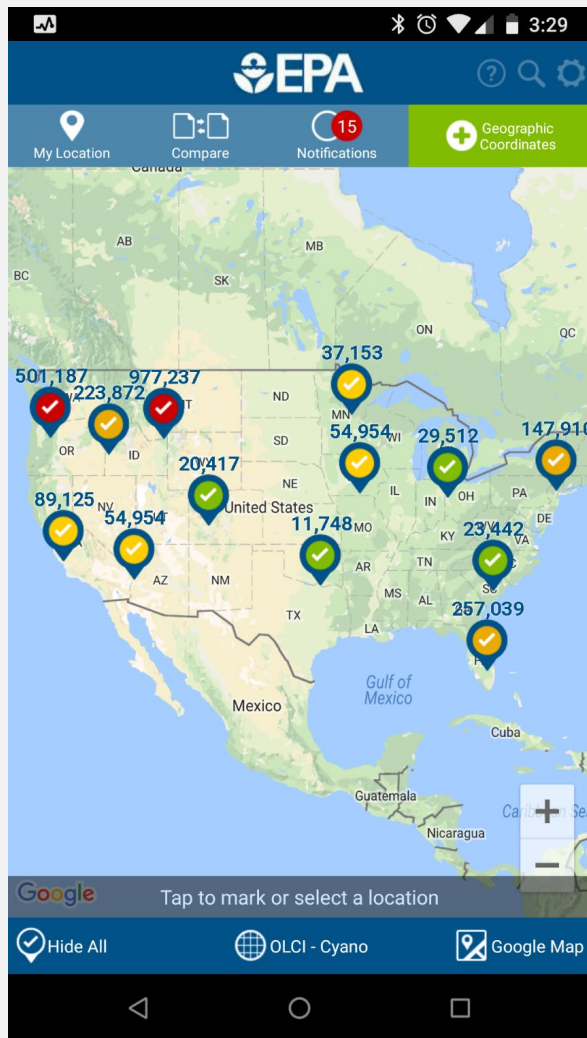 3:29
EPA
My Location
Compare
15
Notifications
Geographic
Coordinates
Canada
AB
MB
BC
SK
ON
QC
37,153
501,187
223,872
977,237
ND
MN
OR
ID
SD
WI
54,954
29,512
147,910
20,417
NE
IL
IN
OH
PA
89,125
NV
54,954
United States
11,748
MO
KY
DE
VA
23,442
AZ
NM
AR
TN
MS
AL
SC
TX
LA
257,039
Gulf of
Mexico
Mexico
Cuba
Guatemala
Nicaragua
Google
Tap to mark or select a location
Hide All
OLCI - Cyano
Google Map